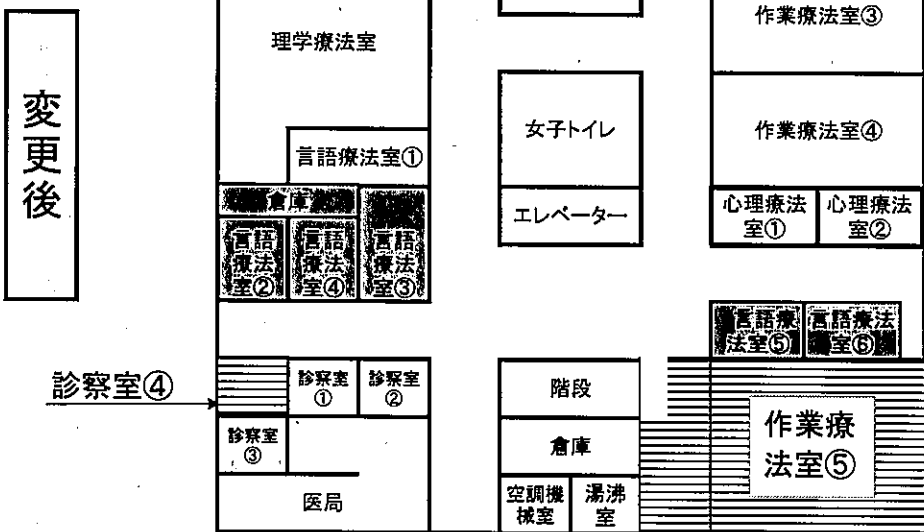 変更後
理学療法室
作業療法室③
女子トイレ
作業療法室④
言語療法室①
倉庫
エレベーター
心理療法
室①
心理療法
室②
言語
療法
室②
言語
療法
室④
言語
療法
室③
言語療
法室⑤
言語療法
室⑥
診察室④
診察室
①
診察室
②
階段
診察室
③
倉庫
作業療
法室⑤
医局
空調機
械室
湯沸
室